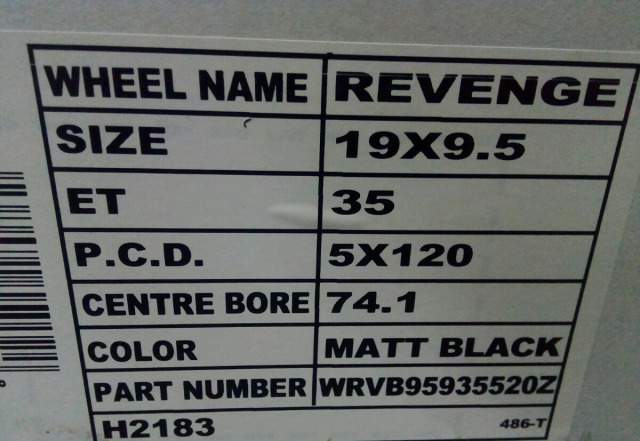 WHEEL NAME REVENGE
SIZE 19X9.5
ET 35
P.C.D. 5X120
CENTRE BORE 74.1
COLOR MATT BLACK
PART NUMBER WRVB95935520Z
H2183 486-T